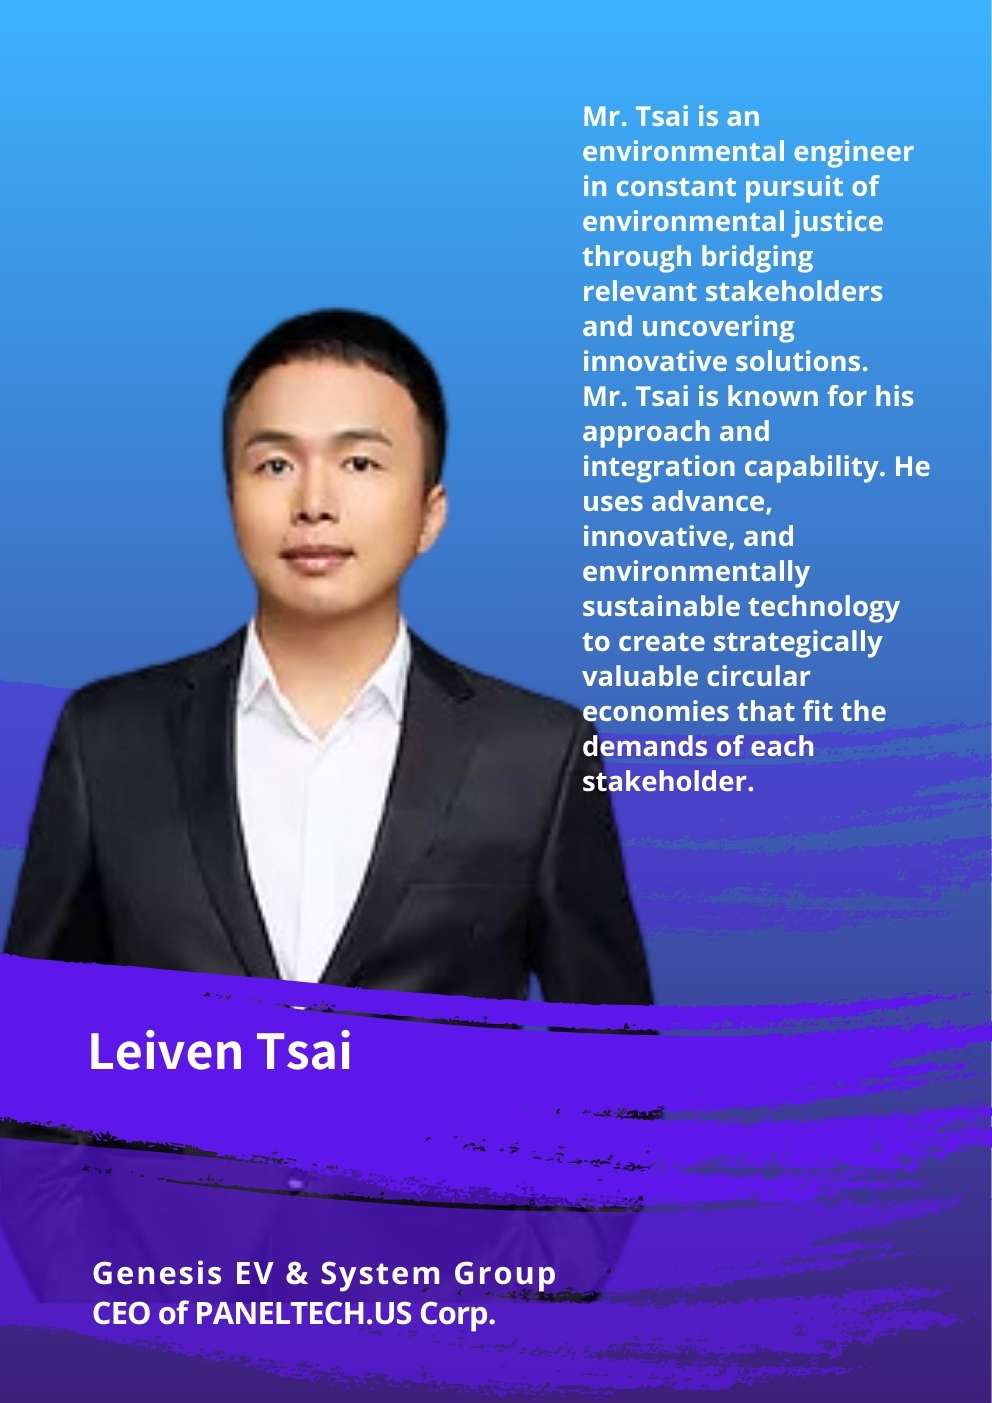 Mr. Tsai is an
environmental engineer
in constant pursuit of
environmental justice
through bridging
relevant stakeholders
and uncovering
innovative solutions.
Mr. Tsai is known for his
approach and
integration capability. He
uses advance,
innovative, and
environmentally
sustainable technology
to create strategically
valuable circular
economies that fit the
demands of each
stakeholder.
Leiven Tsai
Genesis EV & System Group
CEO of PANELTECH.US Corp.